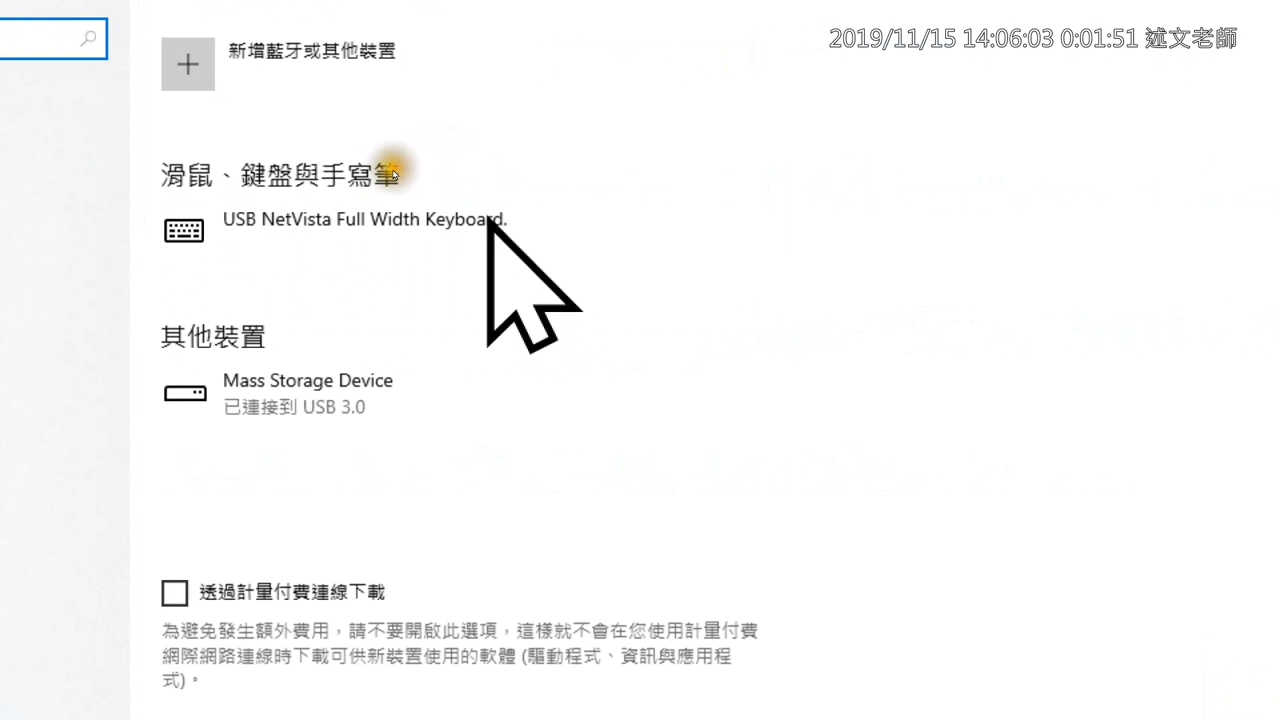 2019/11/15 14:06:03 0:01:51 述文老師
新增藍牙或其他裝置
滑鼠、鍵盤與手寫筆
USB NetVista Full Width Keyboard.
其他裝置
Mass Storage Device
已連接到 USB 3.0
透過計量付費連線下載
為避免發生額外費用，請不要開啟此選項，這樣就不會在您使用計量付費
網際網路連線時下載可供新裝置使用的軟體 (驅動程式、資訊與應用程
式)。